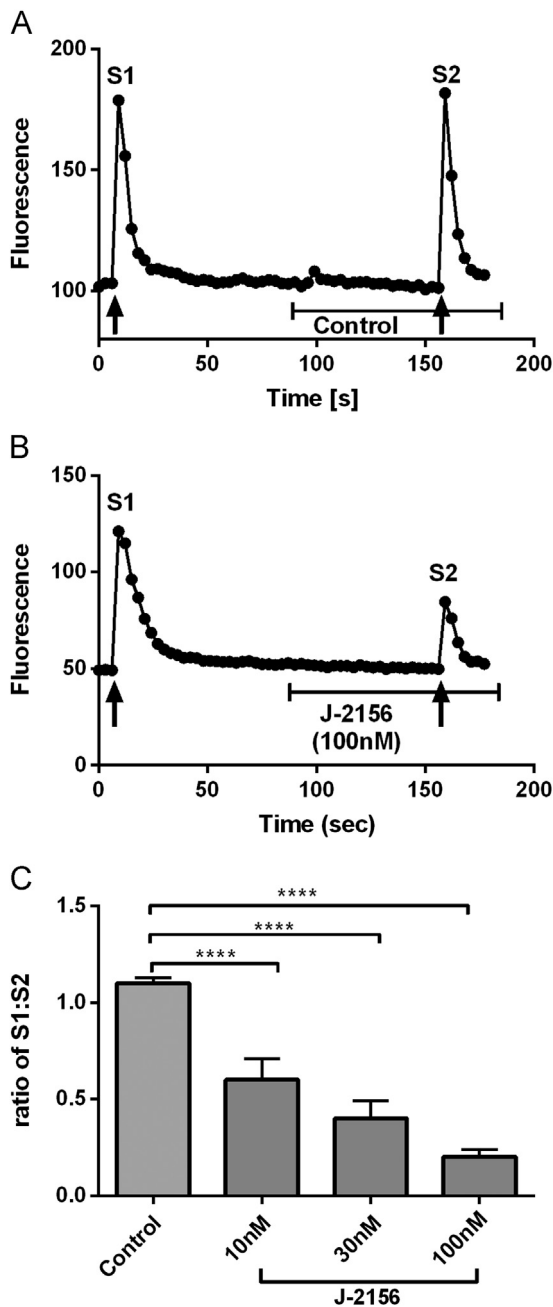 A
200
S1
S2
150
Fluorescence
100
Control
0
50
100
150
200
Time [s]
B
150
S1
100
S2
Fluorescence
50
J-2156
(100nM)
0
0
50
100
150
200
Time (sec)
C
1.5
****
****
****
1.0
ratio of S1:S2
0.5
0.0
Control
10nM
30nM
100nM
J-2156